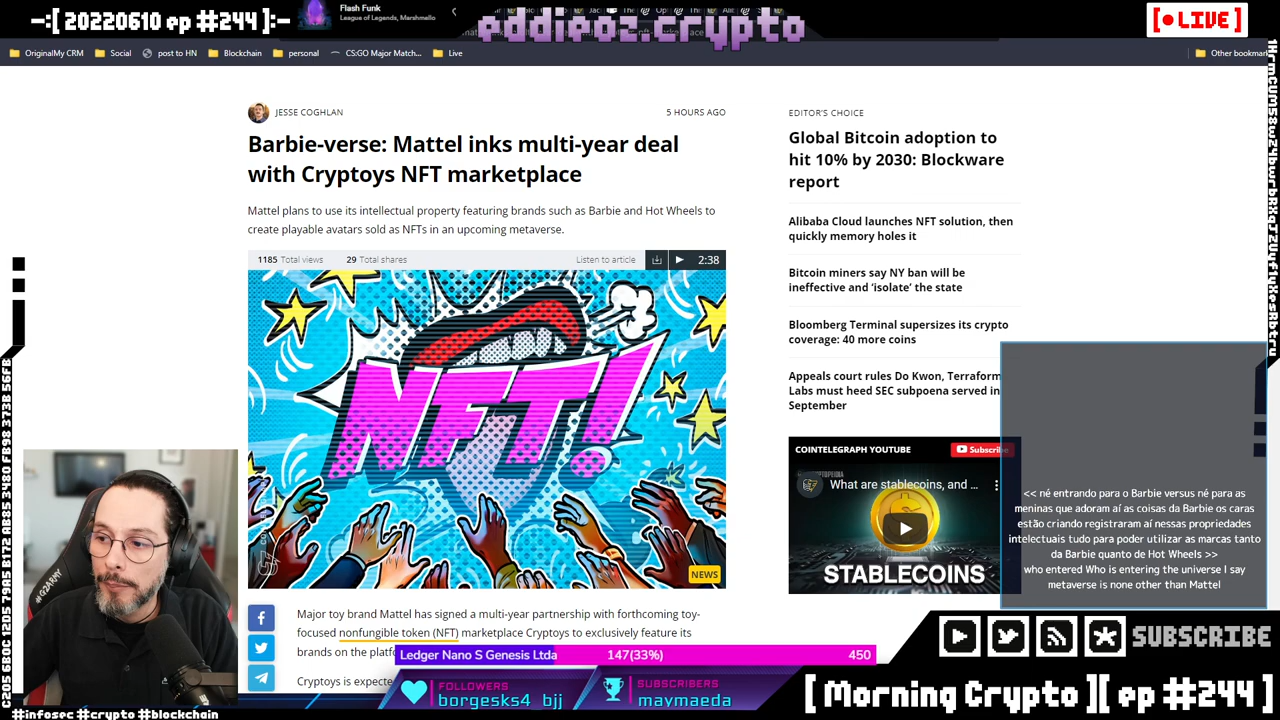 -:[ 20220610 ep #244 ]:-
Flash Funk
League of Legends, Marshmello
eddieoz.crypto
[●LIVE]
OriginalMy CRM
Social
post to HN
Blockchain
personal
CS:GO Major Match...
Live
Other bookmar
JESSE COGHLAN
5 HOURS AGO
Barbie-verse: Mattel inks multi-year deal
with Cryptoys NFT marketplace
Mattel plans to use its intellectual property featuring brands such as Barbie and Hot Wheels to
create playable avatars sold as NFTs in an upcoming metaverse.
1185 Total views
29 Total shares
Listen to article
2:38
NFT!
NEWS
Major toy brand Mattel has signed a multi-year partnership with forthcoming toy-
focused nonfungible token (NFT) marketplace Cryptoys to exclusively feature its
brands on the platf
Cryptoys is expecte
EDITOR'S CHOICE
Global Bitcoin adoption to
hit 10% by 2030: Blockware
report
Alibaba Cloud launches NFT solution, then
quickly memory holes it
Bitcoin miners say NY ban will be
ineffective and ‘isolate’ the state
Bloomberg Terminal supersizes its crypto
coverage: 40 more coins
Appeals court rules Do Kwon, Terraform
Labs must heed SEC subpoena served in
September
COINTELEGRAPH YOUTUBE
Subscribe
What are stablecoins, and ...
STABLECOINS
<< né entrando para o Barbie versus né para as
meninas que adoram aí as coisas da Barbie os caras
estão criando registraram aí nessas propriedades
intelectuais tudo para poder utilizar as marcas tanto
da Barbie quanto de Hot Wheels >>
who entered Who is entering the universe I say
metaverse is none other than Mattel
#G2ARMY
Ledger Nano S Genesis Ltda
147(33%)
450
FOLLOWERS
borgesks4_bjj
SUBSCRIBERS
maymaeda
SUBSCRIBE
[ Morning Crypto ][ ep #244 ]
#infosec #crypto #blockchain